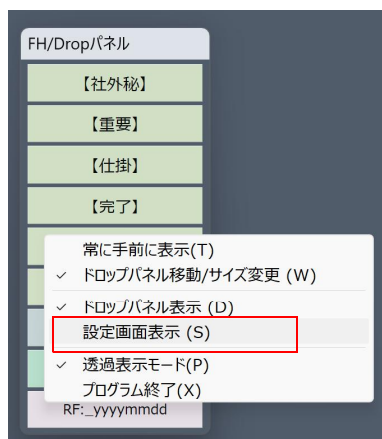 FH/Dropパネル
【社外秘】
【重要】
【仕掛】
【完了】
常に手前に表示(T)
✓ ドロップパネル移動/サイズ変更 (W)
✓ ドロップパネル表示 (D)
設定画面表示 (S)
✓ 透過表示モード(P)
プログラム終了(X)
RF:_yyyymmdd